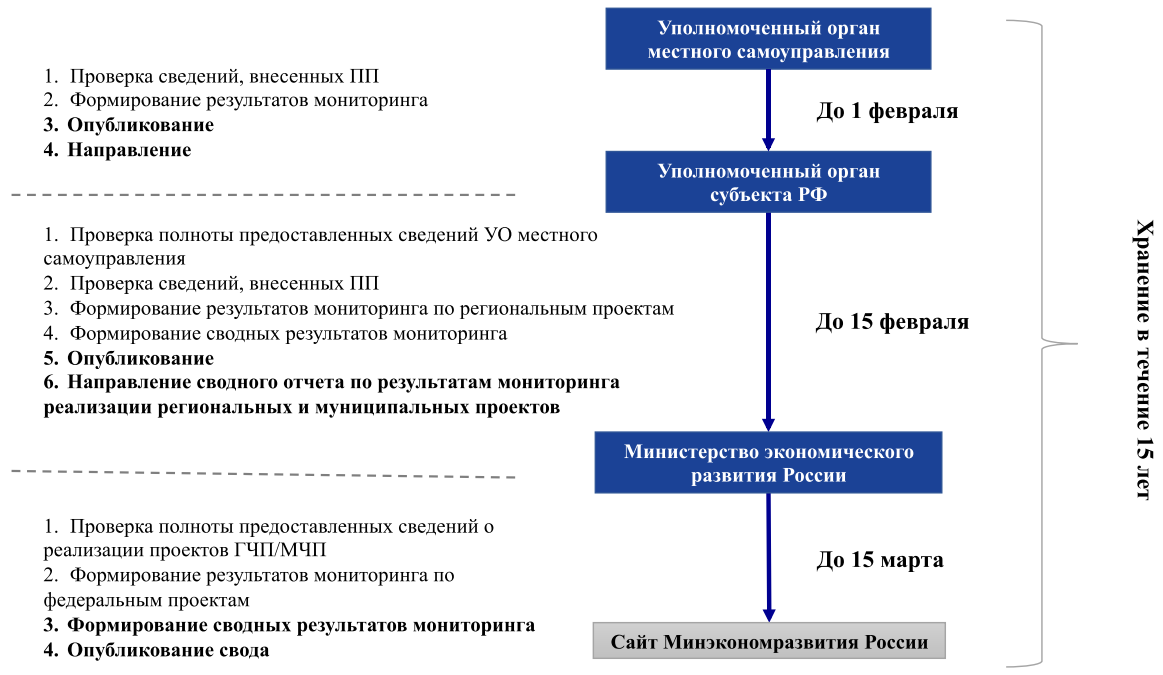 Уполномоченный орган
местного самоуправления
1. Проверка сведений, внесенных ПП
2. Формирование результатов мониторинга
3. Опубликование
4. Направление
До 1 февраля
Уполномоченный орган
субъекта РФ
1. Проверка полноты предоставленных сведений УО местного
самоуправления
2. Проверка сведений, внесенных ПП
3. Формирование результатов мониторинга по региональным проектам
4. Формирование сводных результатов мониторинга
5. Опубликование
6. Направление сводного отчета по результатам мониторинга
реализации региональных и муниципальных проектов
До 15 февраля
Министерство экономического
развития России
1. Проверка полноты предоставленных сведений о
реализации проектов ГЧП/МЧП
2. Формирование результатов мониторинга по
федеральным проектам
3. Формирование сводных результатов мониторинга
4. Опубликование свода
До 15 марта
Сайт Минэкономразвития России
Хранение в течение 15 лет